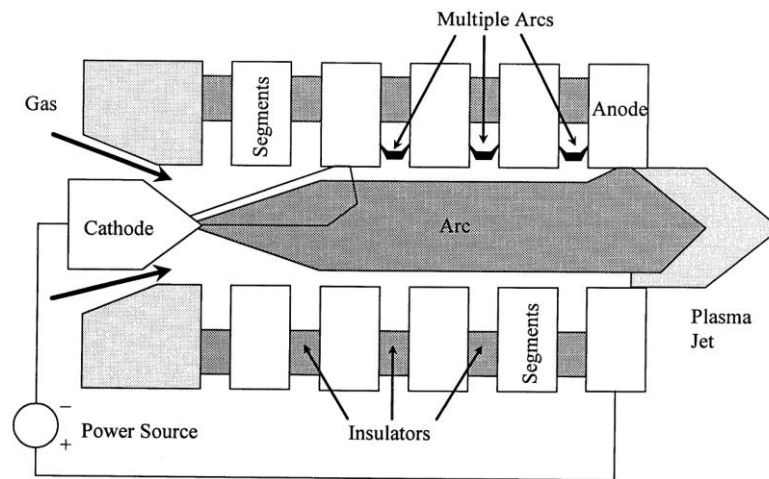 Multiple Arcs
Gas
Segments
Anode
Cathode
Arc
Plasma
Jet
Segments
−
+
Power Source
Insulators